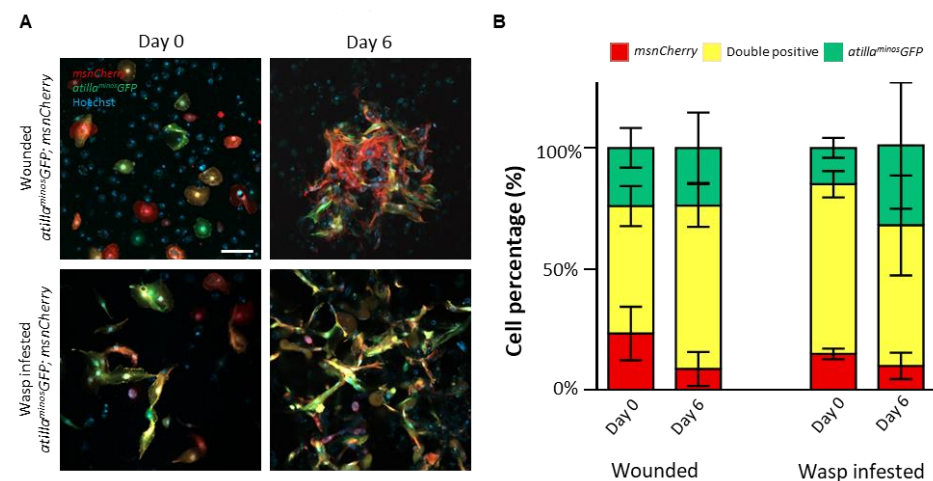 A
Day 0
Day 6
Wounded
atillaminosGFP; msnCherry
msnCherry
atillaminosGFP
Hoechst
Wasp infested
atillaminosGFP; msnCherry
B
msnCherry
Double positive
atillaminosGFP
Cell percentage (%)
100%
50%
0%
Day 0
Day 6
Day 0
Day 6
Wounded
Wasp infested